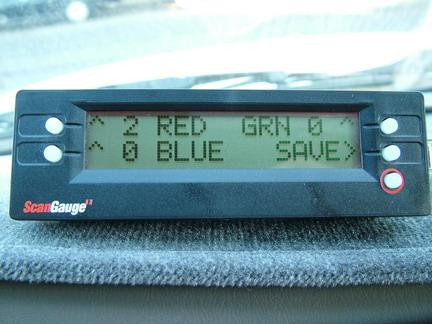 ^ 2 RED GRN 0 ^
^ 0 BLUE SAVE>
ScanGauge II